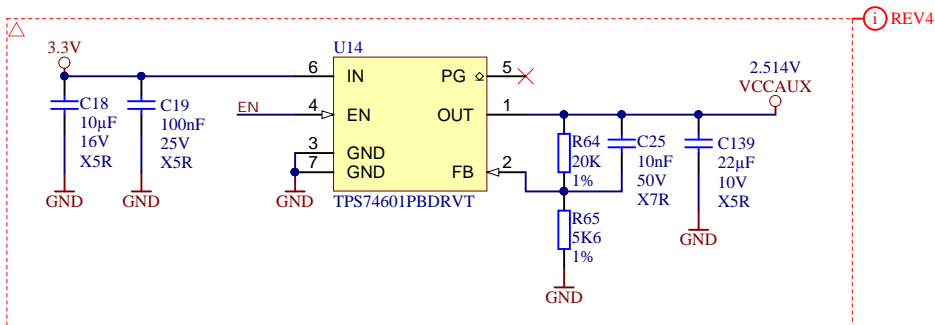 i REV4
3.3V
U14
2.514V
VCCAUX
6 IN
PG 5
C18
10µF
16V
X5R
C19
100nF
25V
X5R
EN 4 EN
OUT 1
3 GND
7 GND
FB 2
R64
20K
1%
C25
10nF
50V
X7R
C139
22µF
10V
X5R
GND
GND
GND
TPS74601PBDRVT
R65
5K6
1%
GND
GND